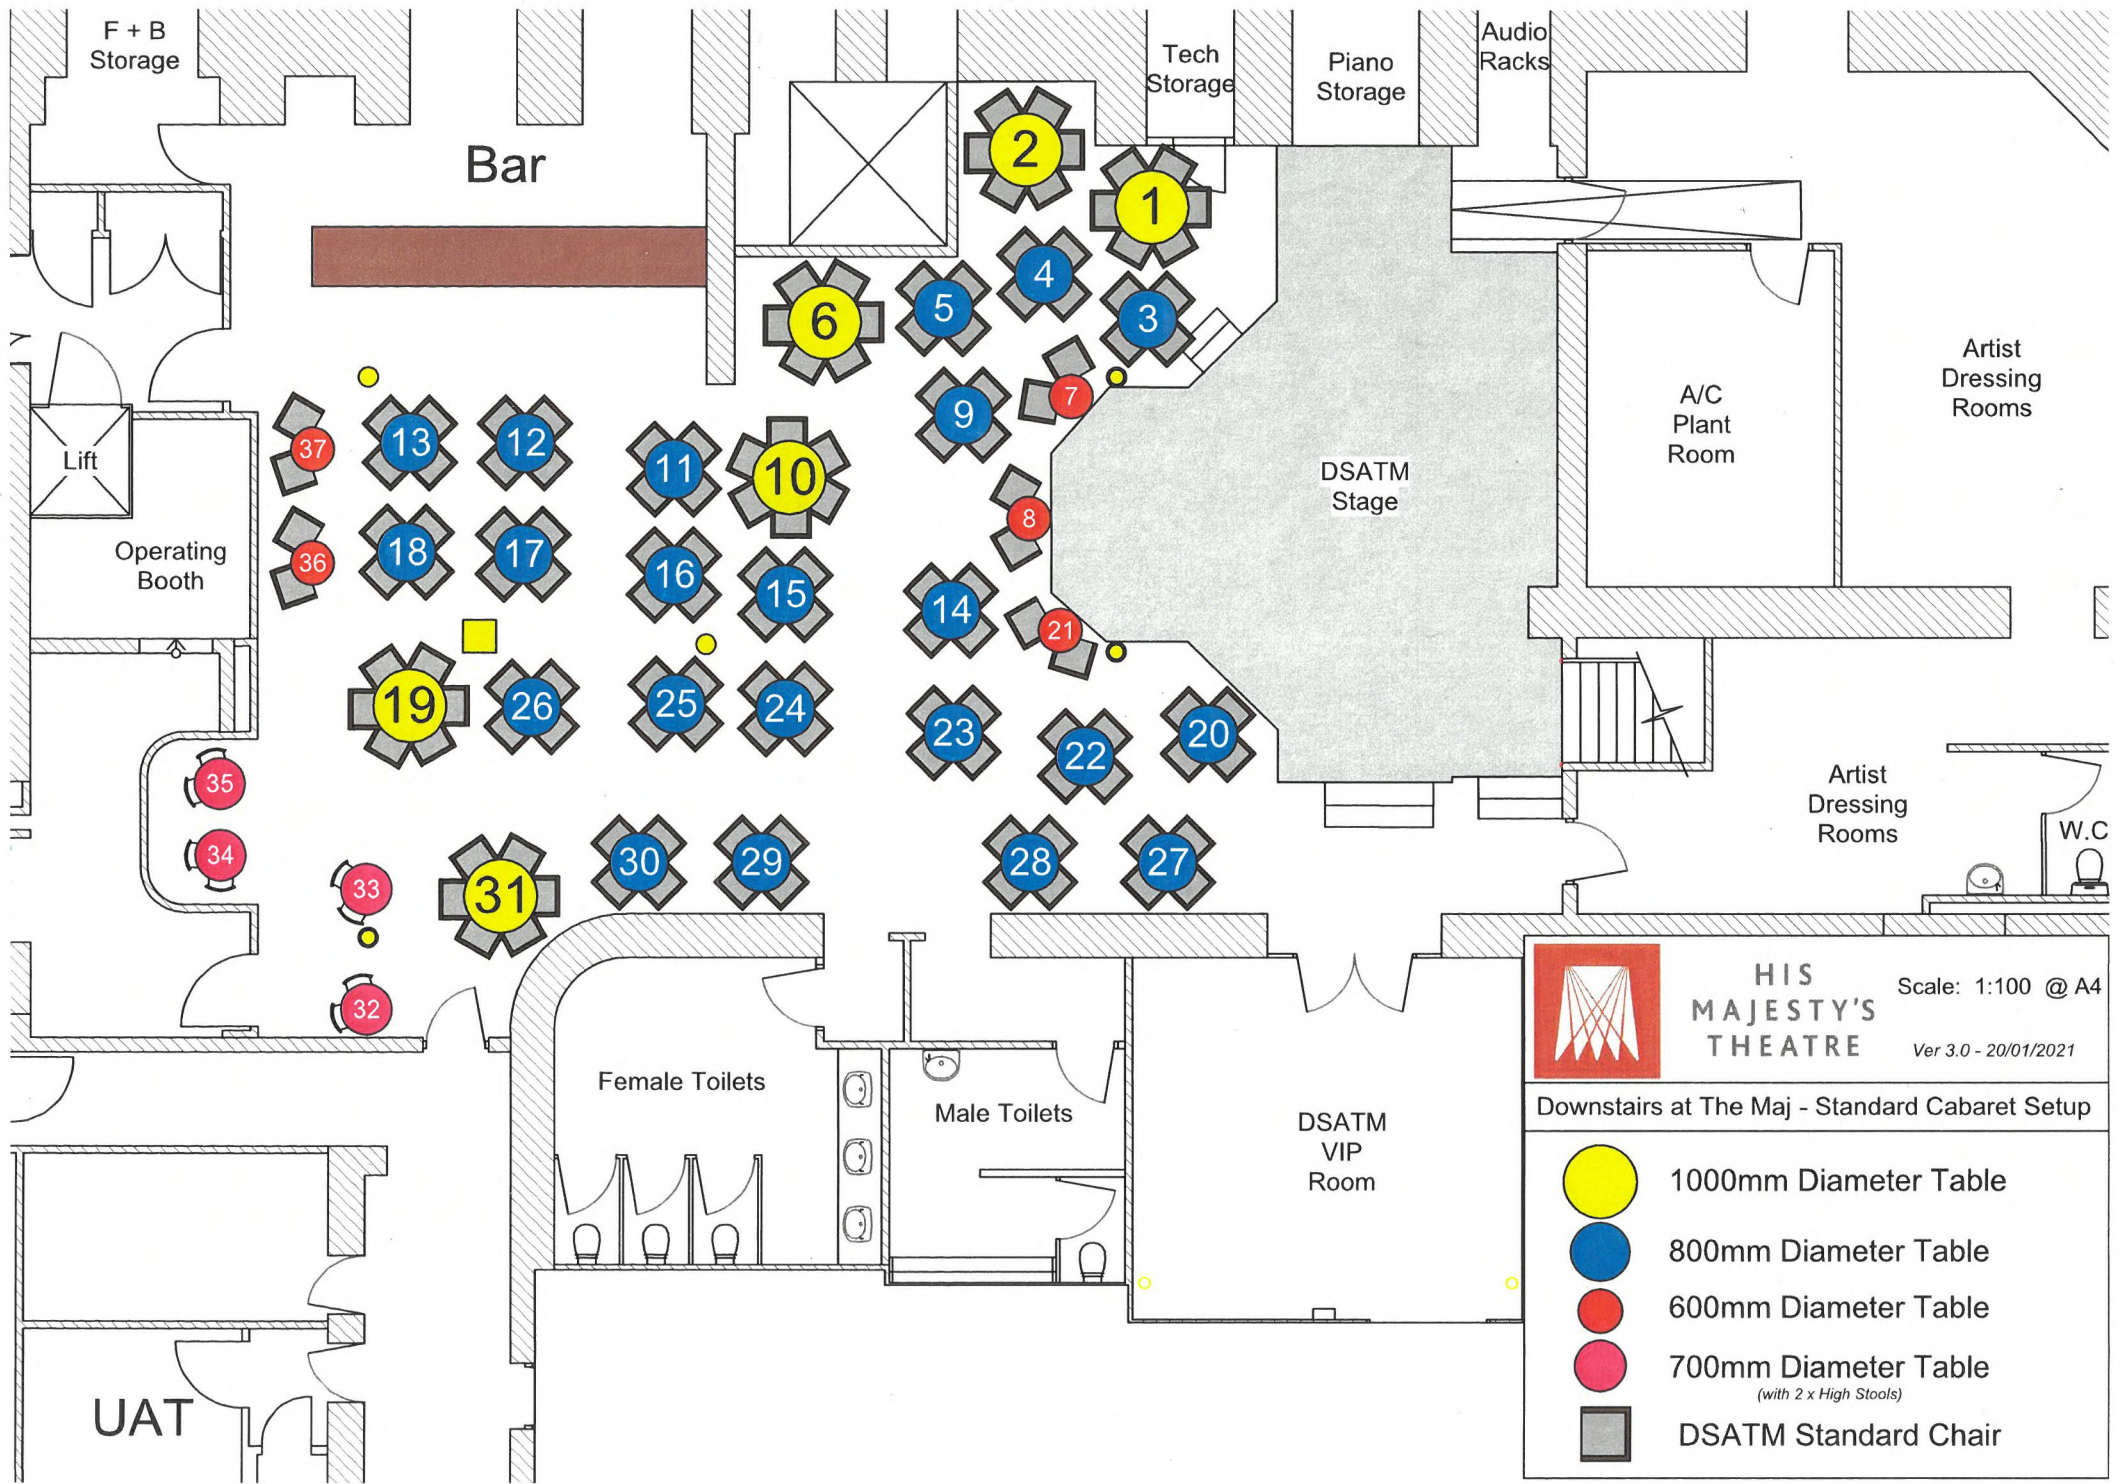 F + B
Storage
Bar
Tech
Storage
Piano
Storage
Audio
Racks
2
1
4
5
3
6
7
9
A/C
Plant
Room
Artist
Dressing
Rooms
Lift
37
13
12
11
10
DSATM
Stage
8
Operating
Booth
36
18
17
16
15
14
21
19
26
25
24
23
22
20
35
34
33
31
30
29
28
27
32
Artist
Dressing
Rooms
W.C
Female Toilets
Male Toilets
DSATM
VIP
Room
UAT
HIS
MAJESTY'S
THEATRE
Scale: 1:100 @ A4
Ver 3.0 - 20/01/2021
Downstairs at The Maj - Standard Cabaret Setup
1000mm Diameter Table
800mm Diameter Table
600mm Diameter Table
700mm Diameter Table
(with 2 x High Stools)
DSATM Standard Chair